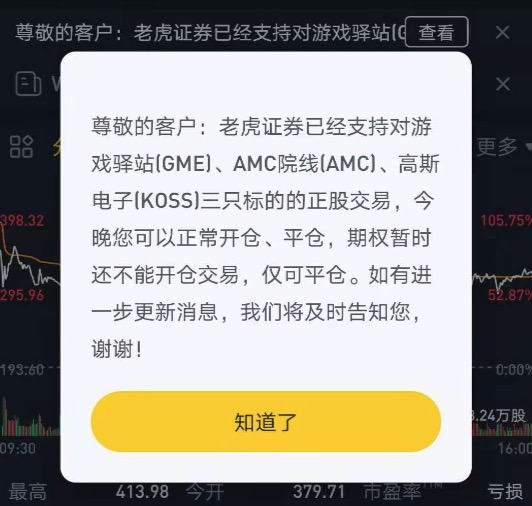 尊敬的客户：老虎证券已经支持对游戏驿站(G
查看
分
更多
尊敬的客户：老虎证券已经支持对游
戏驿站(GME)、AMC院线(AMC)、高斯
电子(KOSS)三只标的的正股交易，今
晚您可以正常开仓、平仓，期权暂时
还不能开仓交易，仅可平仓。如有进
一步更新消息，我们将及时告知您，
谢谢！
知道了
398.32
105.75%
295.96
52.87%
193.60
0.00%
3.24万股
09:30
16:00
最高
413.98
今开
379.71
市盈率
亏损